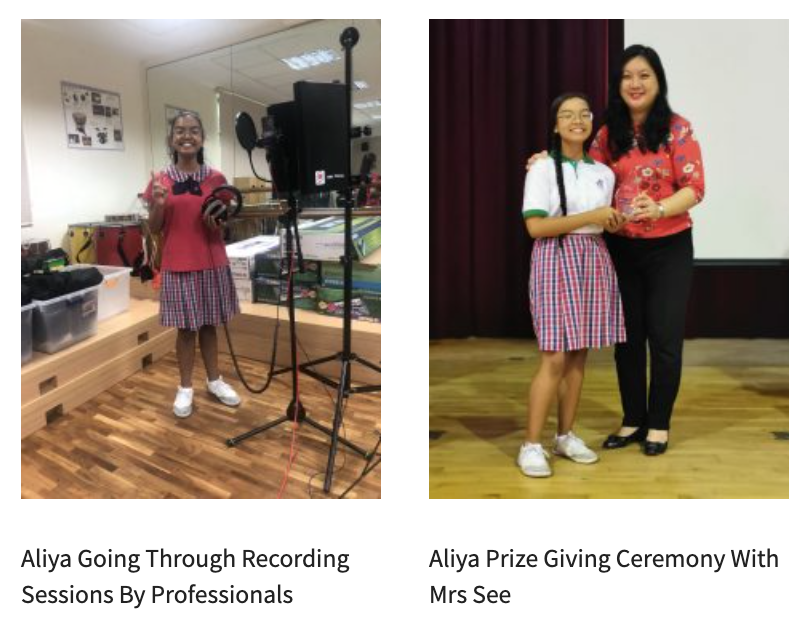 Aliya Going Through Recording
Sessions By Professionals
Aliya Prize Giving Ceremony With
Mrs See